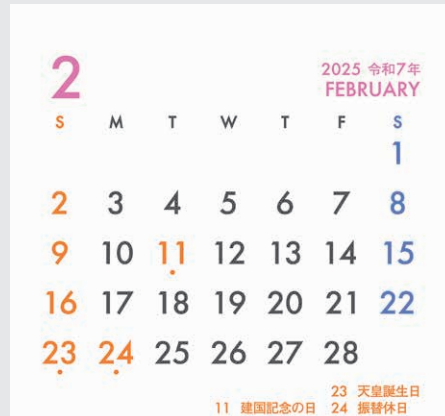 2
2025 令和7年
FEBRUARY
S M T W T F S
1
2 3 4 5 6 7 8
9 10 11 12 13 14 15
16 17 18 19 20 21 22
23 24 25 26 27 28
23 天皇誕生日
11 建国記念の日 24 振替休日